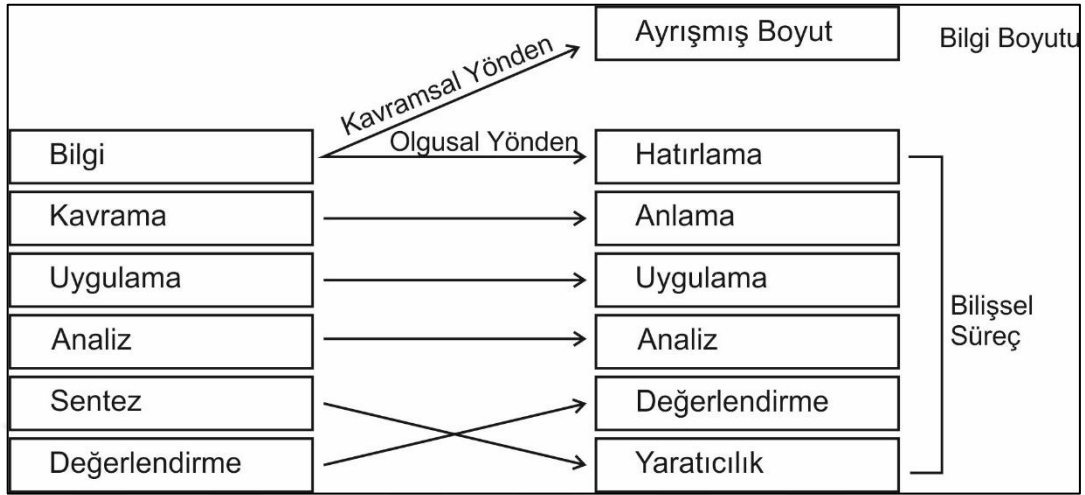 Ayrışmış Boyut
Bilgi Boyutu
Kavramsal Yönden
Olgusal Yönden
Bilgi
Hatırlama
Kavrama
Anlama
Uygulama
Uygulama
Analiz
Analiz
Bilişsel
Süreç
Sentez
Değerlendirme
Değerlendirme
Yaratıcılık